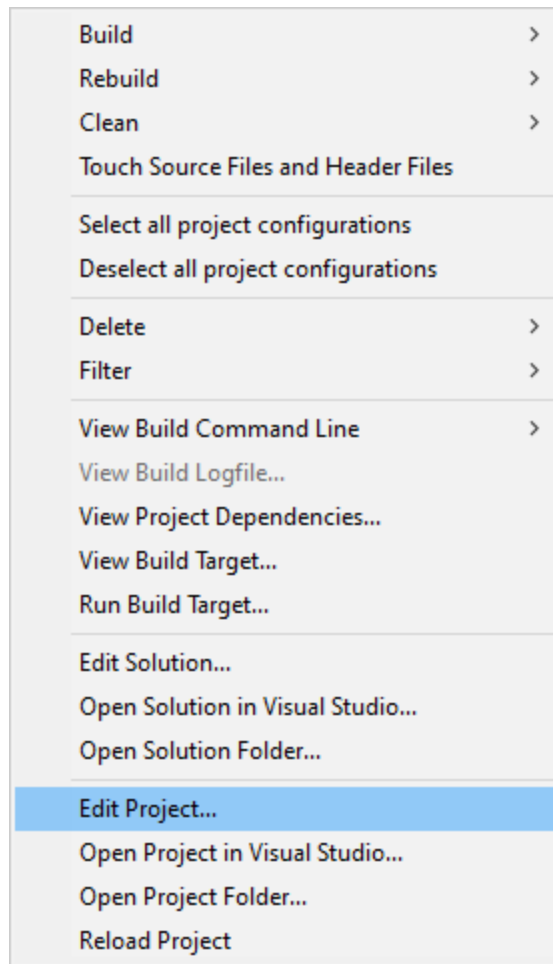 Build
Rebuild
Clean
Touch Source Files and Header Files
Select all project configurations
Deselect all project configurations
Delete
Filter
View Build Command Line
View Build Logfile...
View Project Dependencies...
View Build Target...
Run Build Target...
Edit Solution...
Open Solution in Visual Studio...
Open Solution Folder...
Edit Project...
Open Project in Visual Studio...
Open Project Folder...
Reload Project